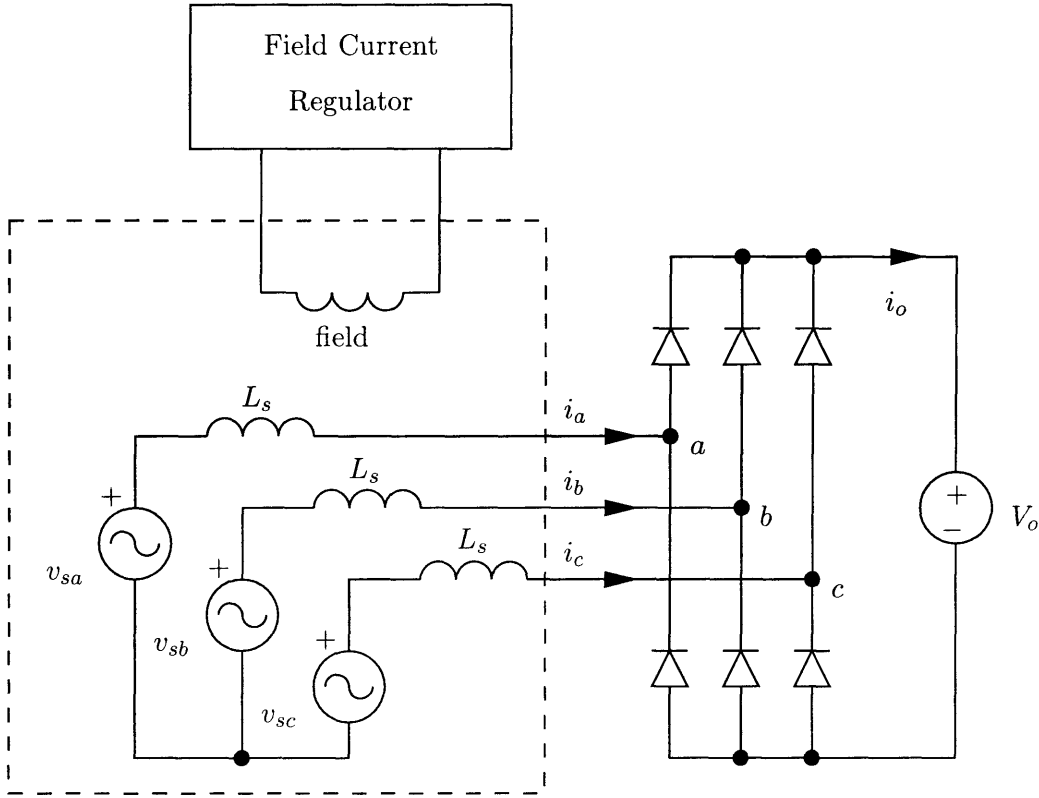 Field Current
Regulator
field
L_s
i_a
a
L_s
i_b
b
L_s
i_c
c
i_o
+
v_sa
+
v_sb
+
v_sc
+
−
V_o